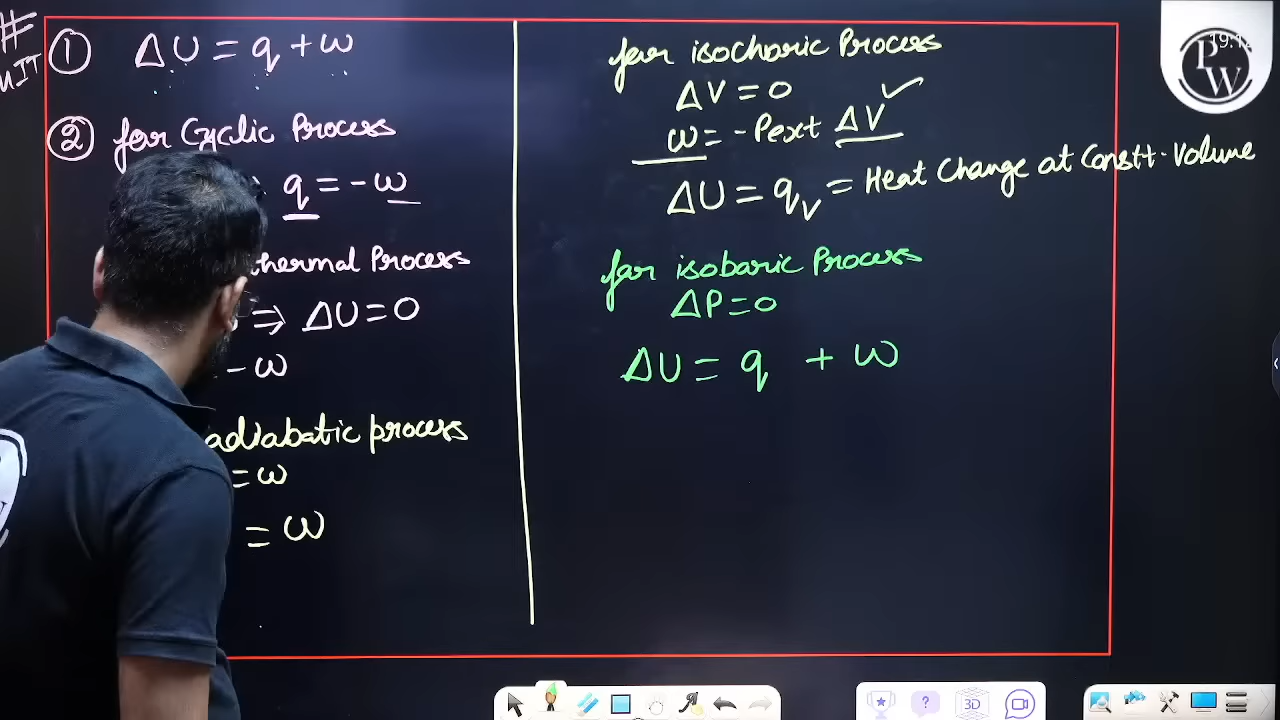 #
① ΔU = q + w
② for Cyclic Process
q = -w
thermal Process
⇒ ΔU = 0
- w
adiabatic process
= w
= w
for isochoric Process
ΔV = 0
w = - Pext ΔV ✓
ΔU = qv = Heat Change at Constt. Volume
for isobaric Process
ΔP = 0
ΔU = q + w
PW
3D